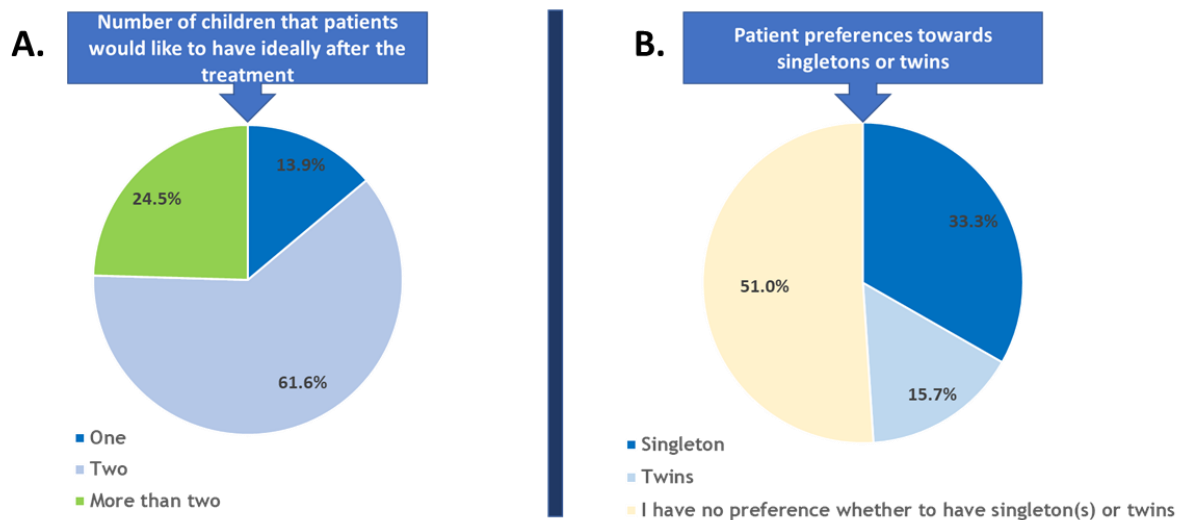 A.
Number of children that patients
would like to have ideally after the
treatment
13.9%
24.5%
61.6%
One
Two
More than two
B.
Patient preferences towards
singletons or twins
33.3%
51.0%
15.7%
Singleton
Twins
I have no preference whether to have singleton(s) or twins